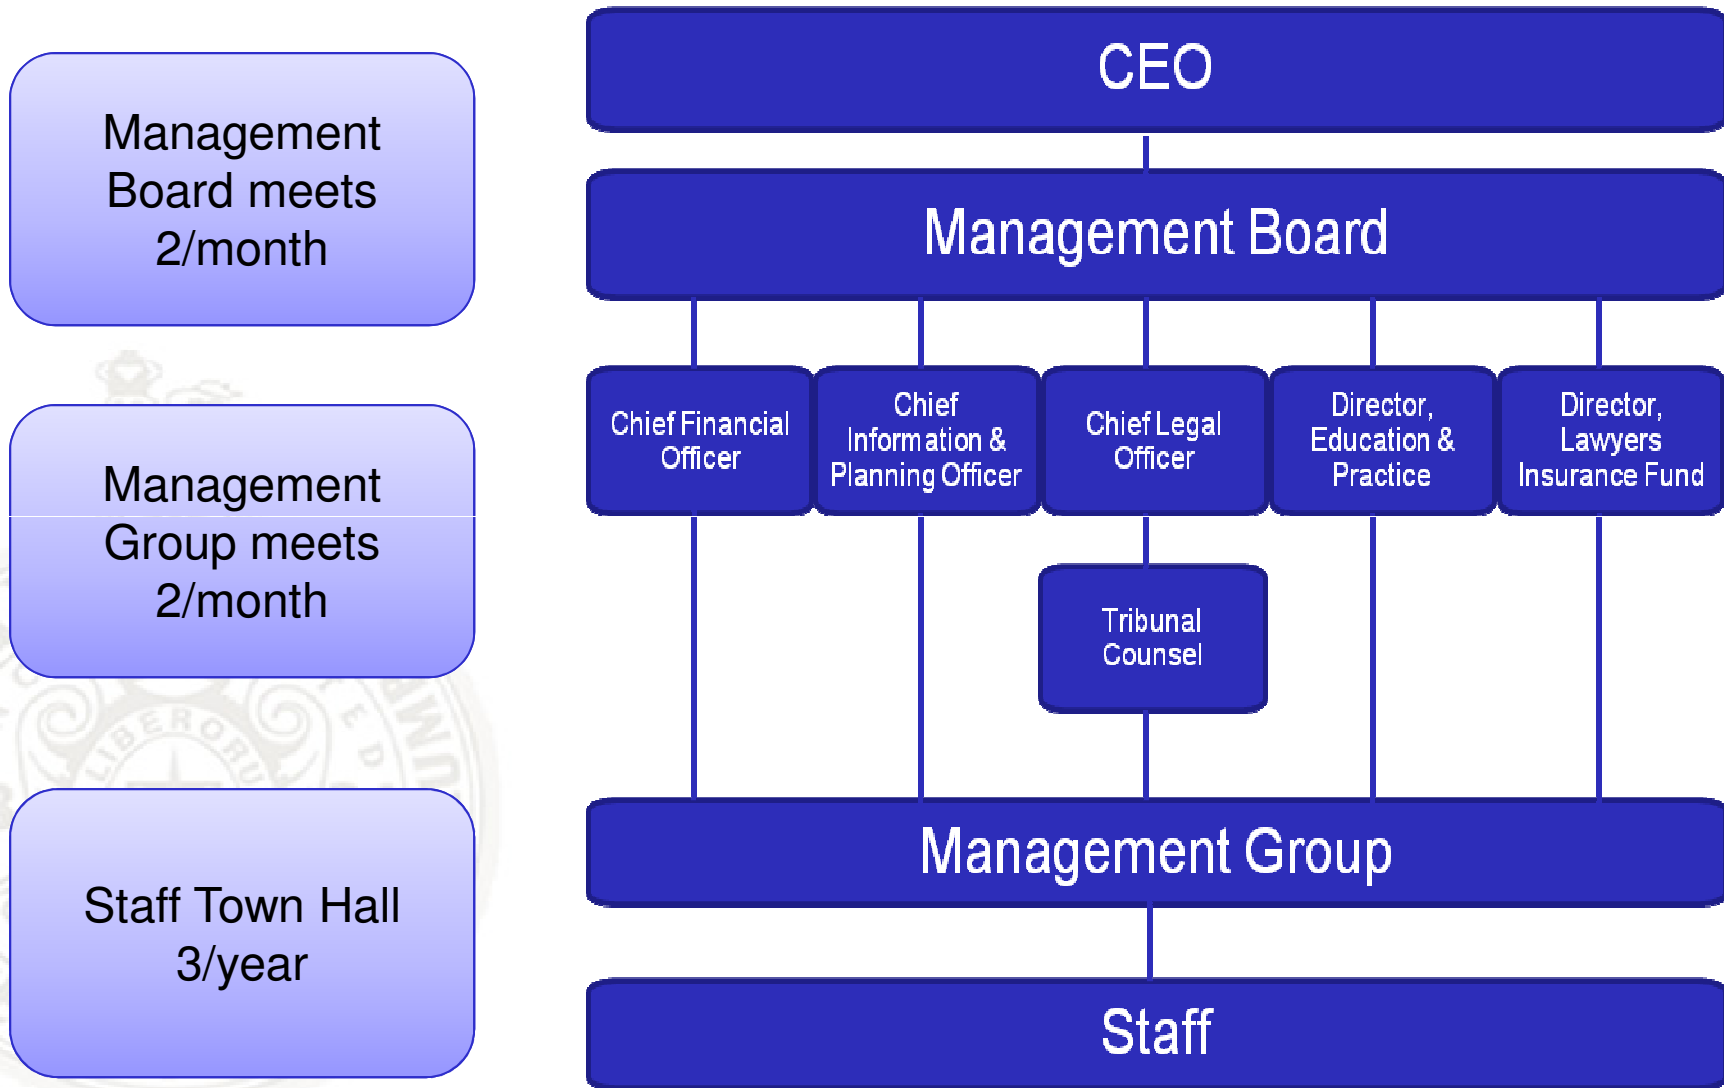 Management
Board meets
2/month
Management
Group meets
2/month
Staff Town Hall
3/year
CEO
Management Board
Chief Financial
Officer
Chief
Information &
Planning Officer
Chief Legal
Officer
Director,
Education &
Practice
Director,
Lawyers
Insurance Fund
Tribunal
Counsel
Management Group
Staff
LIBERORU